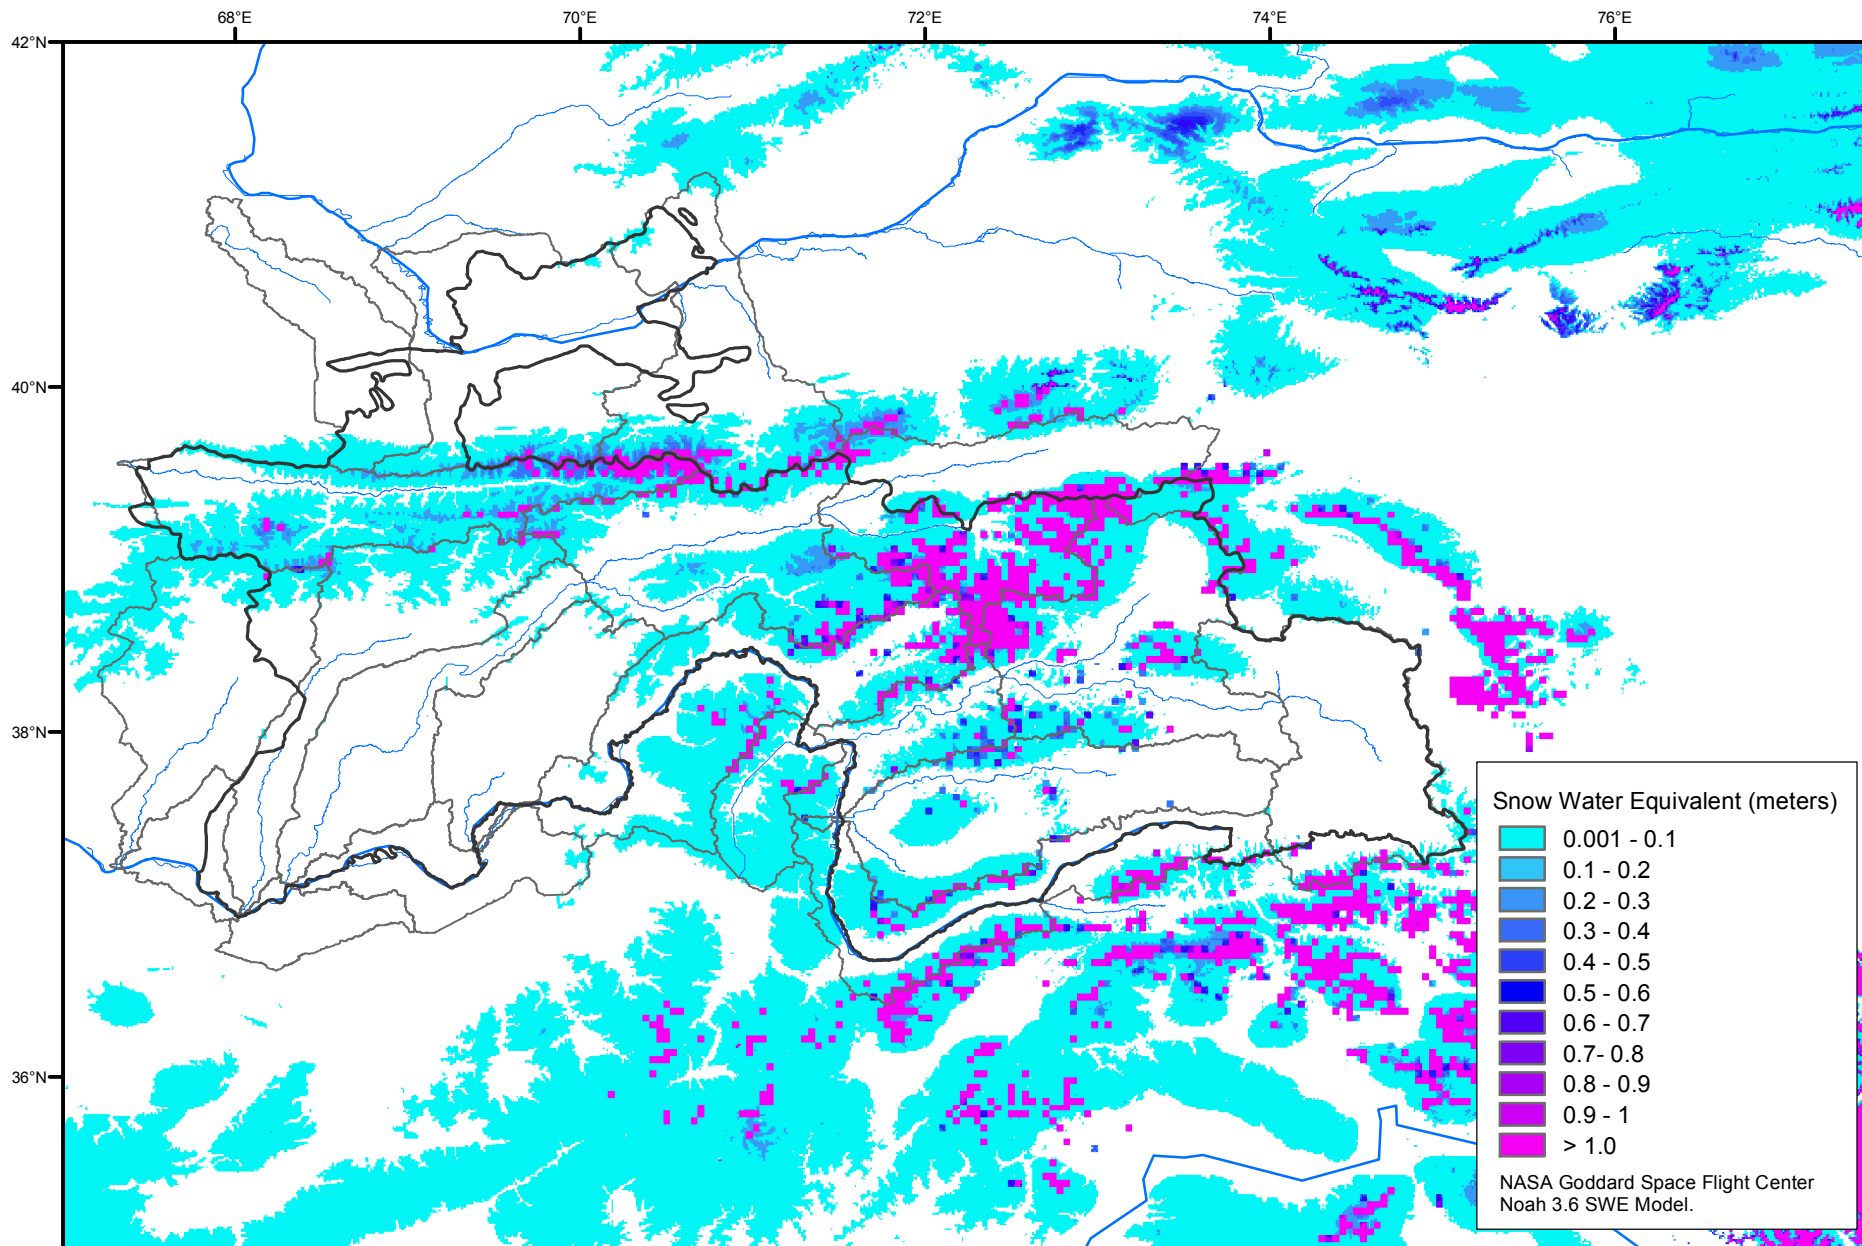 68°E
70°E
72°E
74°E
76°E
42°N
40°N
38°N
36°N
Snow Water Equivalent (meters)
0.001 - 0.1
0.1 - 0.2
0.2 - 0.3
0.3 - 0.4
0.4 - 0.5
0.5 - 0.6
0.6 - 0.7
0.7- 0.8
0.8 - 0.9
0.9 - 1
> 1.0
NASA Goddard Space Flight Center
Noah 3.6 SWE Model.